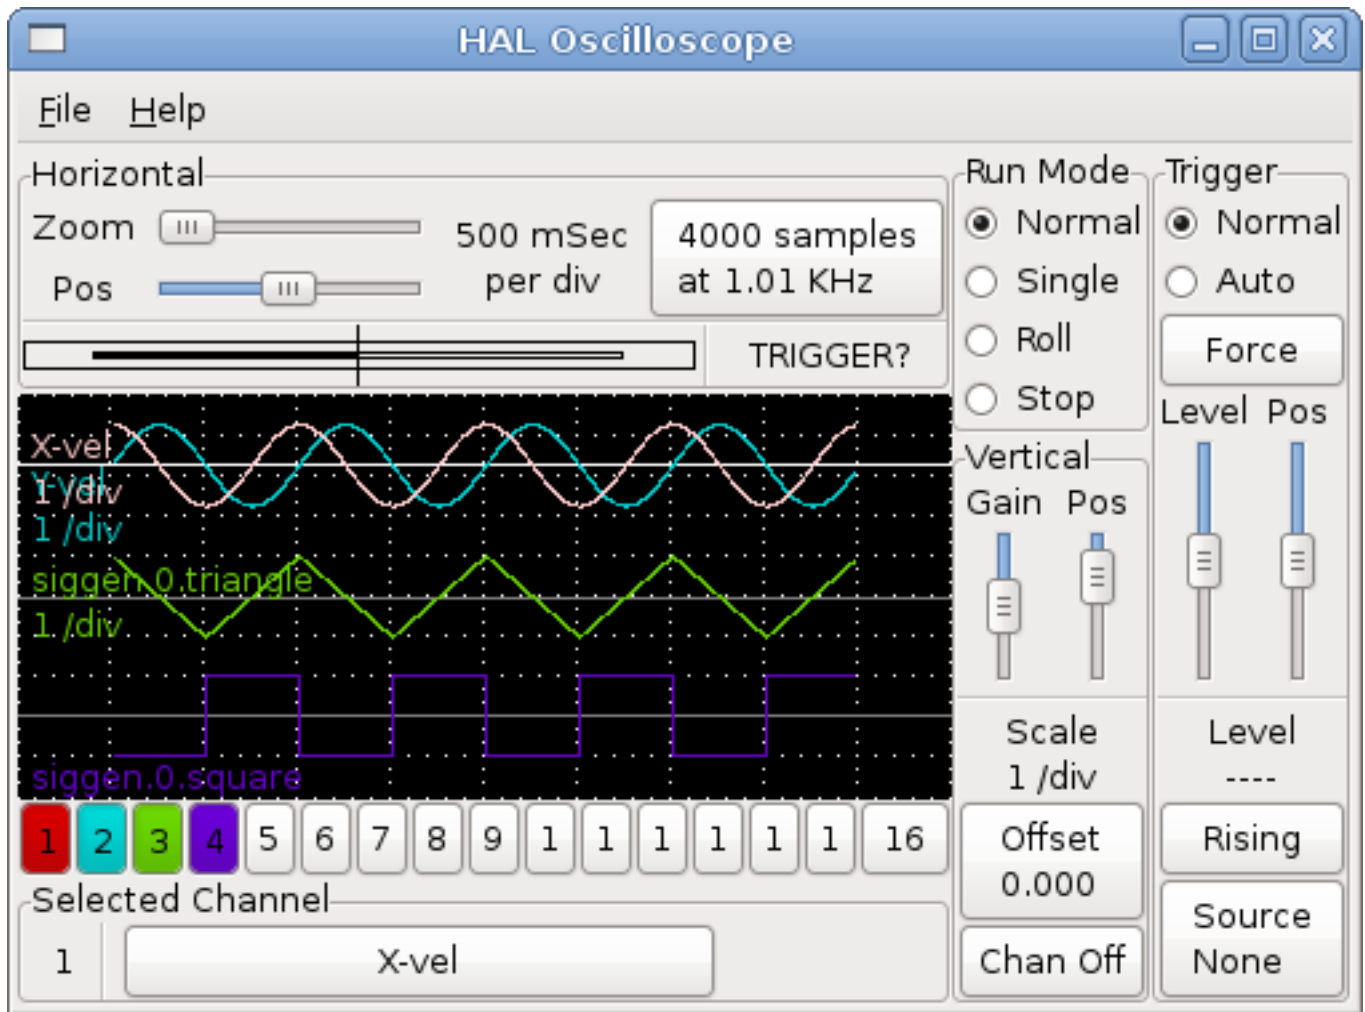 HAL Oscilloscope
File Help
Horizontal
Zoom
Pos
500 mSec
per div
4000 samples
at 1.01 KHz
TRIGGER?
Run Mode
Normal
Single
Roll
Stop
Trigger
Normal
Auto
Force
Level Pos
X-vel
Y-vel
1 /div
1 /div
siggen.0.triangle
1 /div
siggen.0.square
Vertical
Gain Pos
Scale
1 /div
Offset
0.000
Chan Off
Level
----
Rising
Source
None
1 2 3 4 5 6 7 8 9 1 1 1 1 1 1 16
Selected Channel
1 X-vel